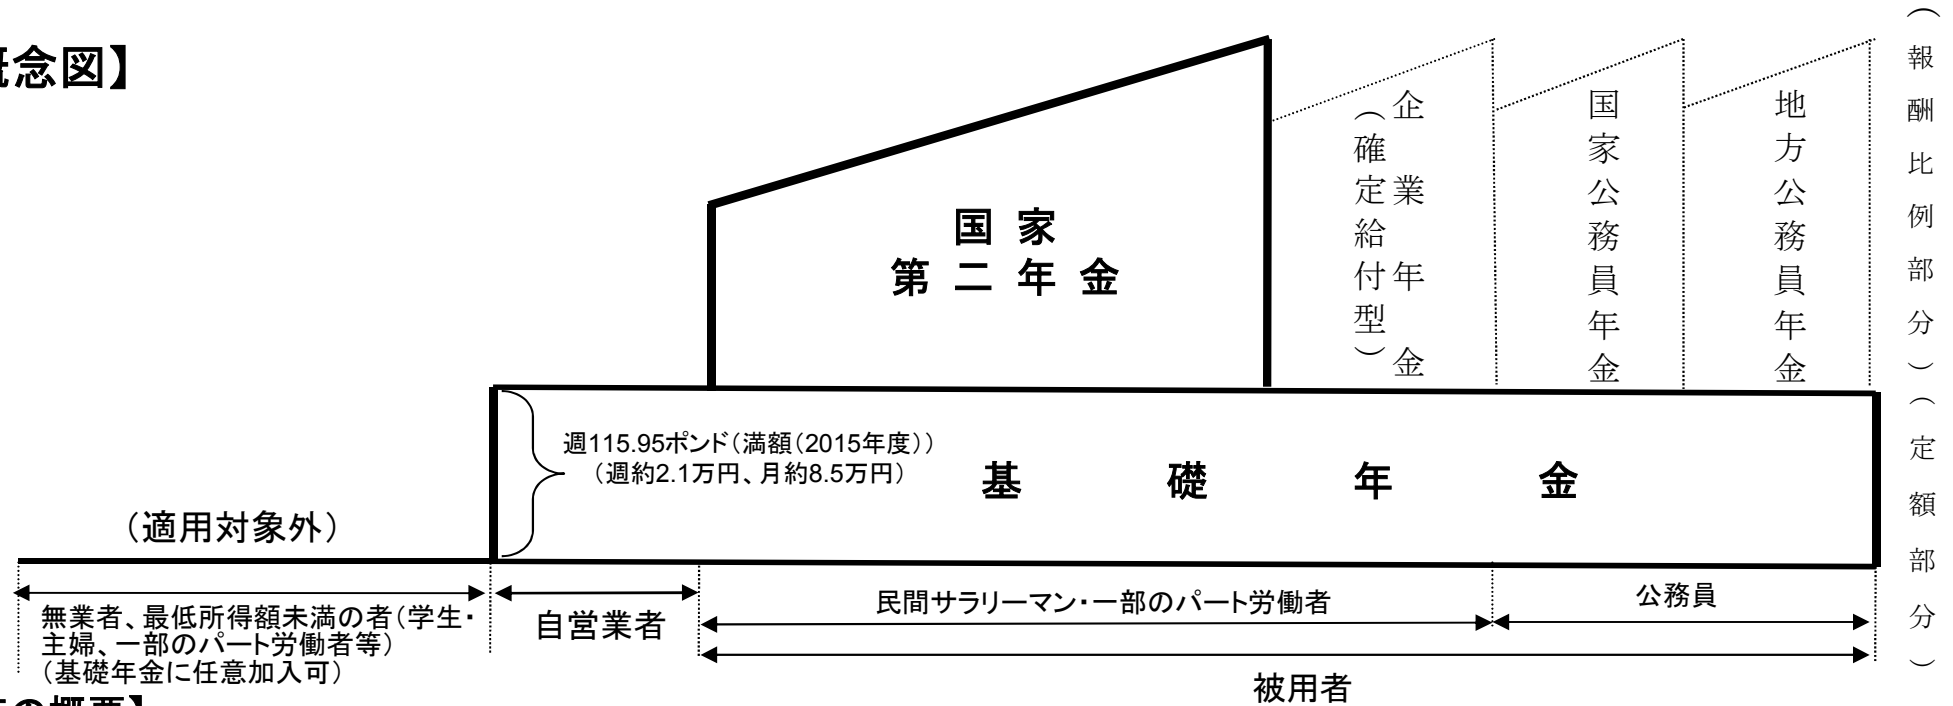 念図】
国家
第二年金
企業年金
（確定給付型）
国家公務員年金
地方公務員年金
（報酬比例部分）
（定額部分）
週115.95ポンド（満額（2015年度））
（週約2.1万円、月約8.5万円）
基礎年金
（適用対象外）
無業者、最低所得額未満の者（学生・
主婦、一部のパート労働者等）
（基礎年金に任意加入可）
自営業者
民間サラリーマン・一部のパート労働者
公務員
被用者
の概要】